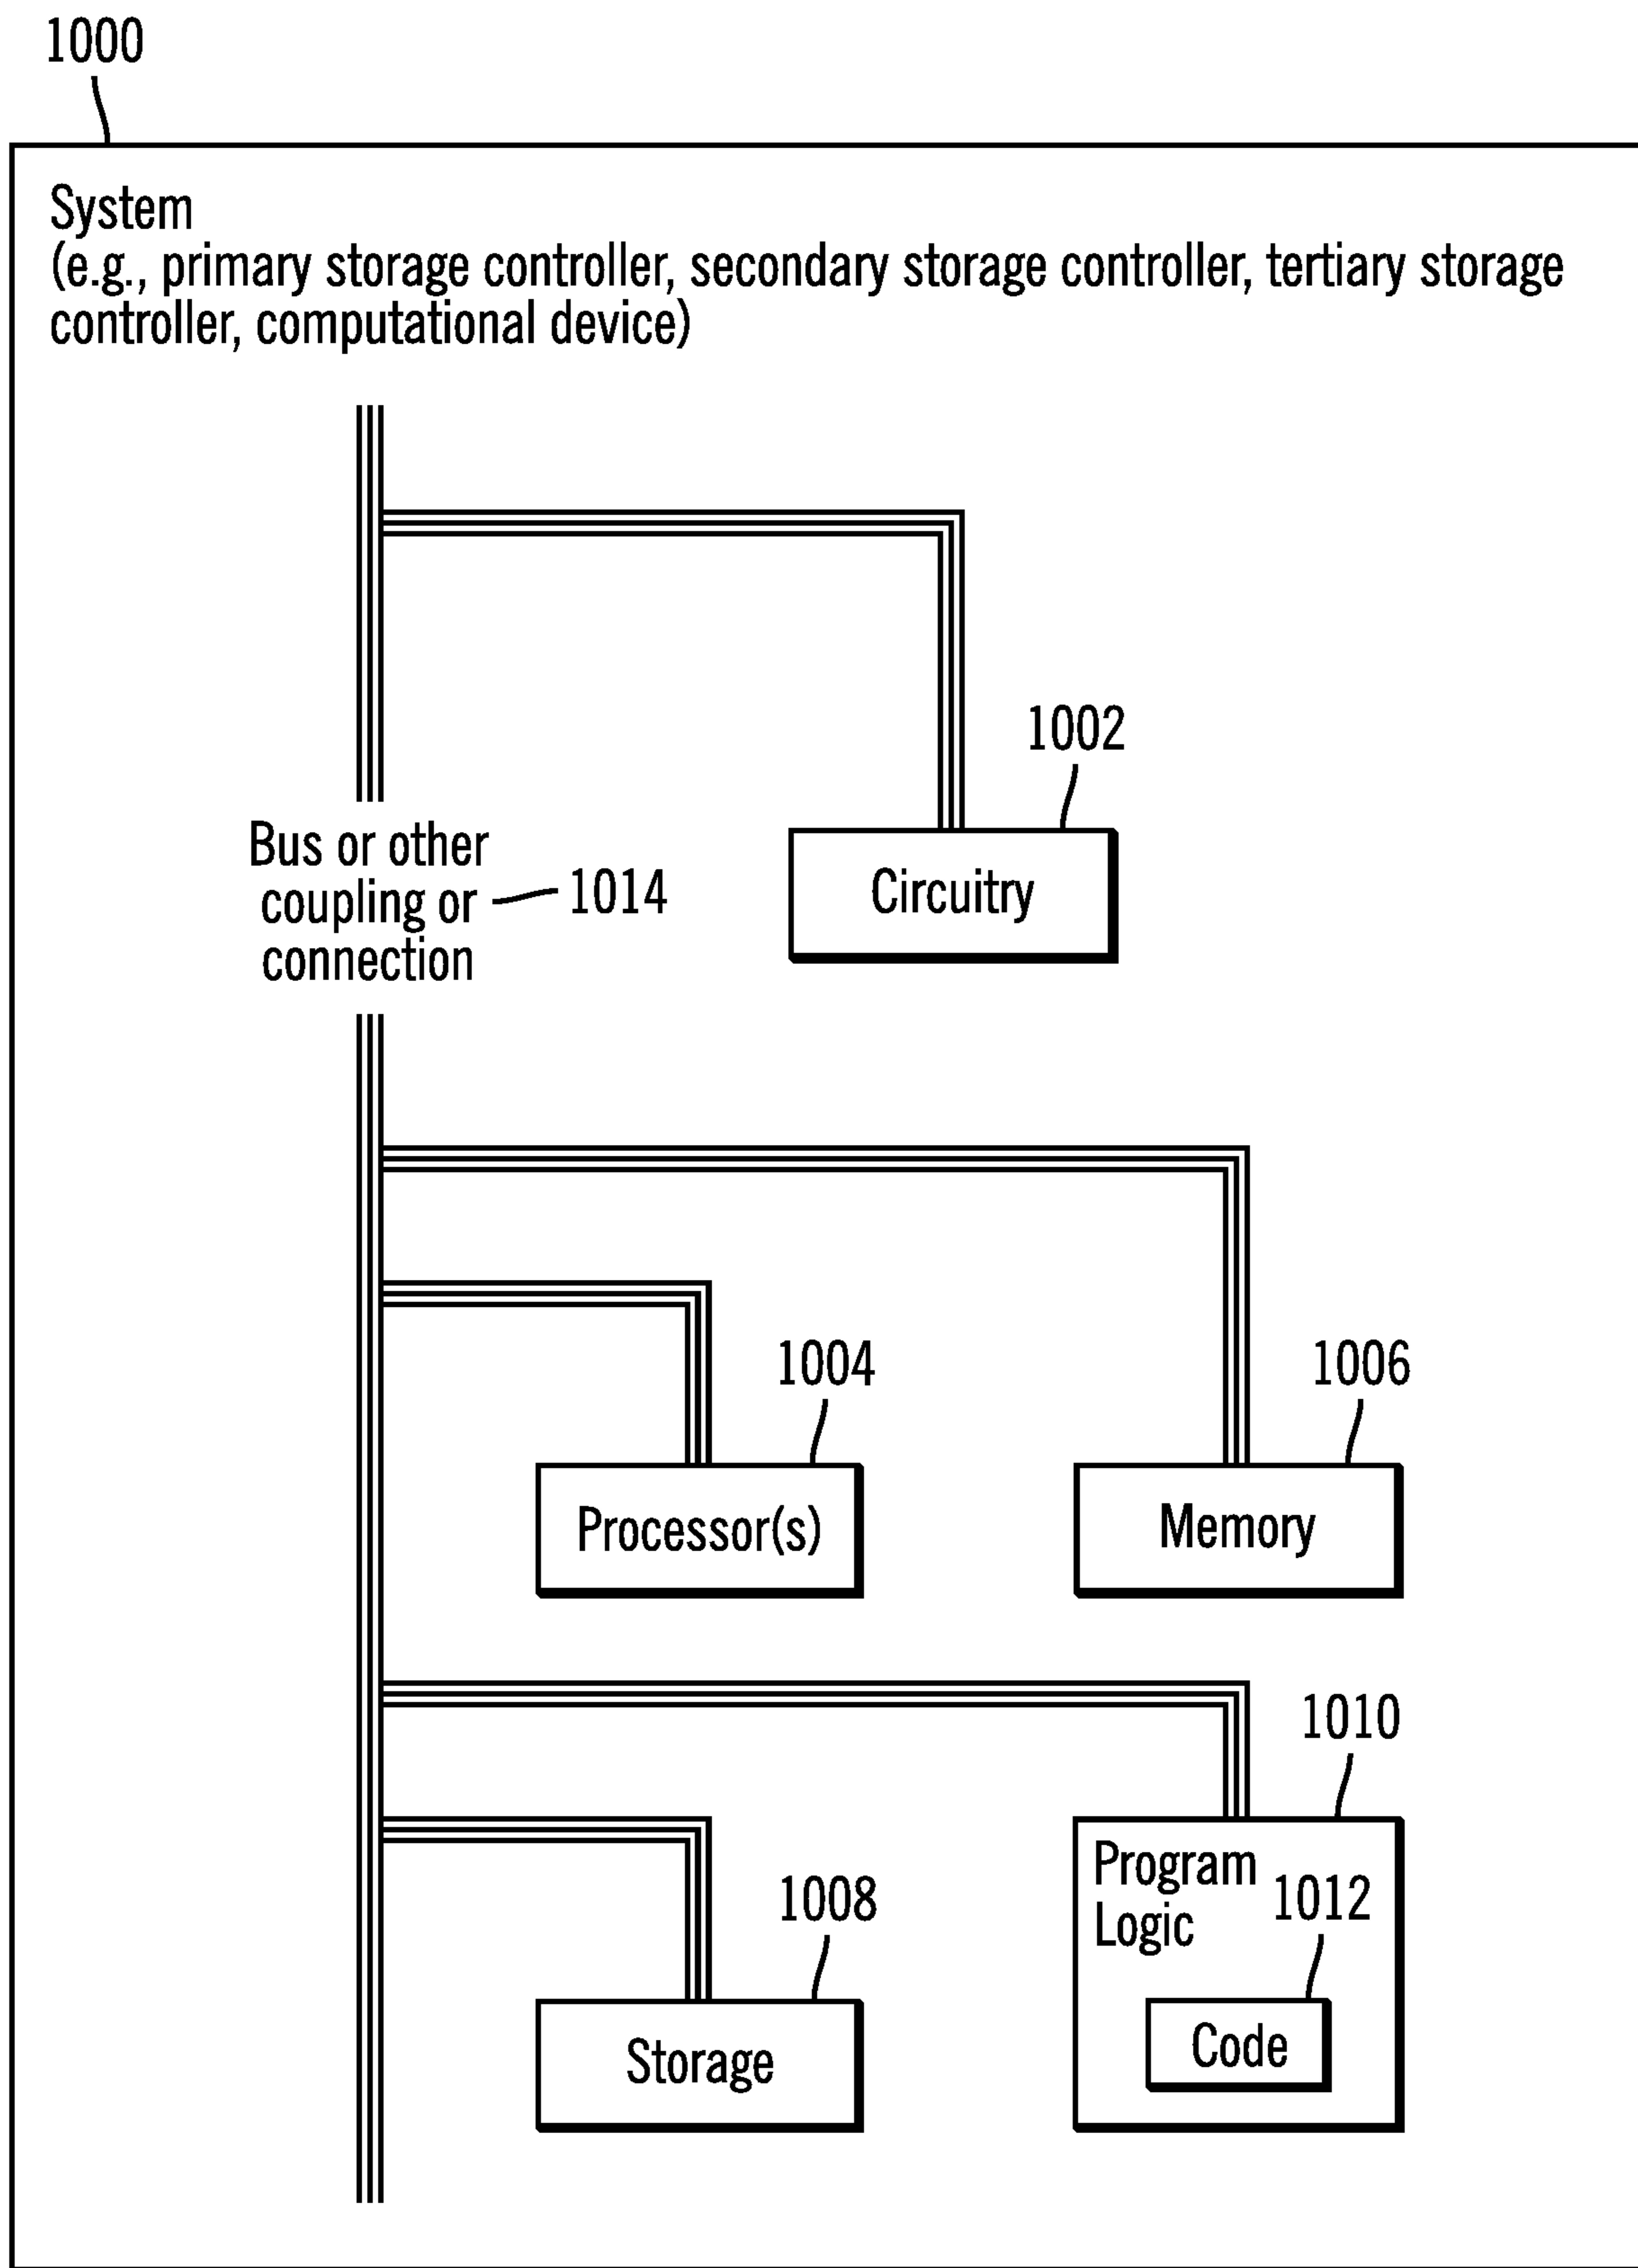 1000
System
(e.g., primary storage controller, secondary storage controller, tertiary storage
controller, computational device)
1002
Circuitry
Bus or other
coupling or
connection
1014
1004
Processor(s)
1006
Memory
1008
Storage
1010
Program
Logic
1012
Code